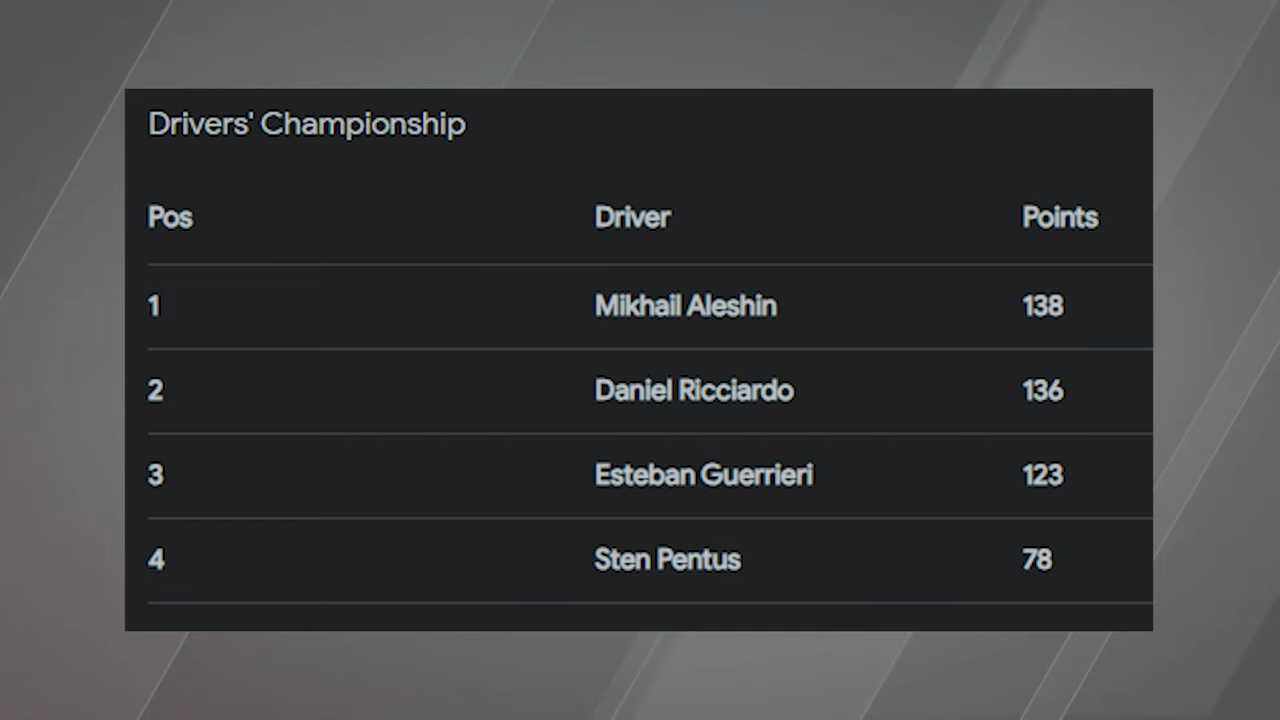 Drivers' Championship
Pos Driver Points
1 Mikhail Aleshin 138
2 Daniel Ricciardo 136
3 Esteban Guerrieri 123
4 Sten Pentus 78